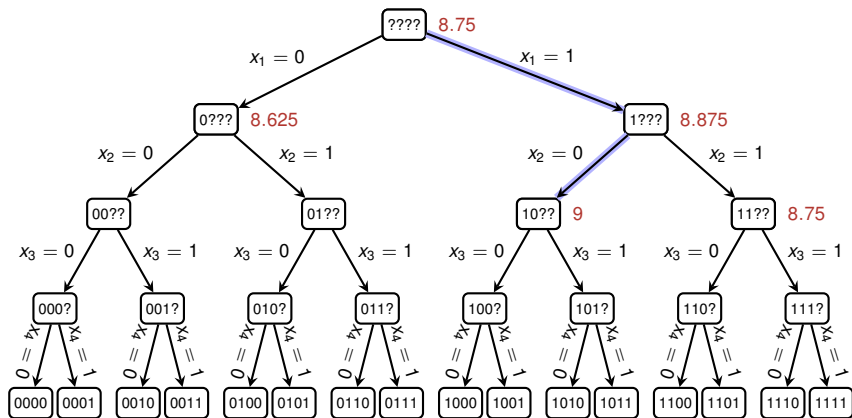 ???? 8.75
x₁ = 0 x₁ = 1
0??? 8.625 1??? 8.875
x₂ = 0 x₂ = 1 x₂ = 0 x₂ = 1
00?? 01?? 10?? 9 11?? 8.75
x₃ = 0 x₃ = 1 x₃ = 0 x₃ = 1 x₃ = 0 x₃ = 1 x₃ = 0 x₃ = 1
000? 001? 010? 011? 100? 101? 110? 111?
x₄ = 0 x₄ = 1 x₄ = 0 x₄ = 1 x₄ = 0 x₄ = 1 x₄ = 0 x₄ = 1 x₄ = 0 x₄ = 1 x₄ = 0 x₄ = 1 x₄ = 0 x₄ = 1 x₄ = 0 x₄ = 1
0000 0001 0010 0011 0100 0101 0110 0111 1000 1001 1010 1011 1100 1101 1110 1111